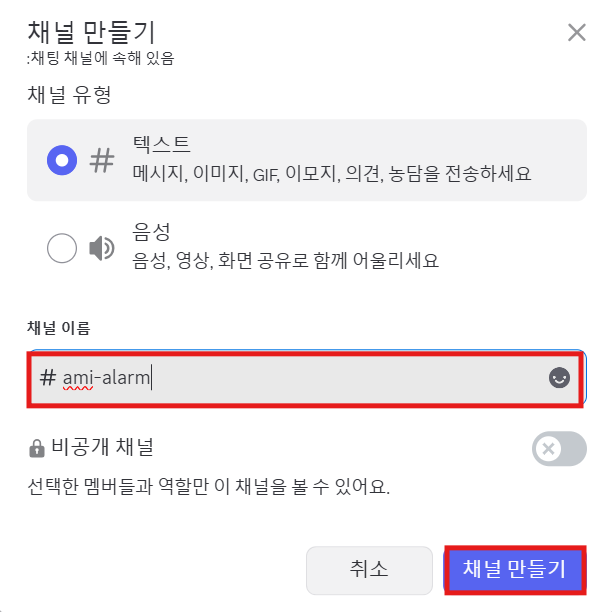 채널 만들기
:채팅 채널에 속해 있음
채널 유형
텍스트
메시지, 이미지, GIF, 이모지, 의견, 농담을 전송하세요
음성
음성, 영상, 화면 공유로 함께 어울리세요
채널 이름
# ami-alarm
비공개 채널
선택한 멤버들과 역할만 이 채널을 볼 수 있어요.
취소 채널 만들기